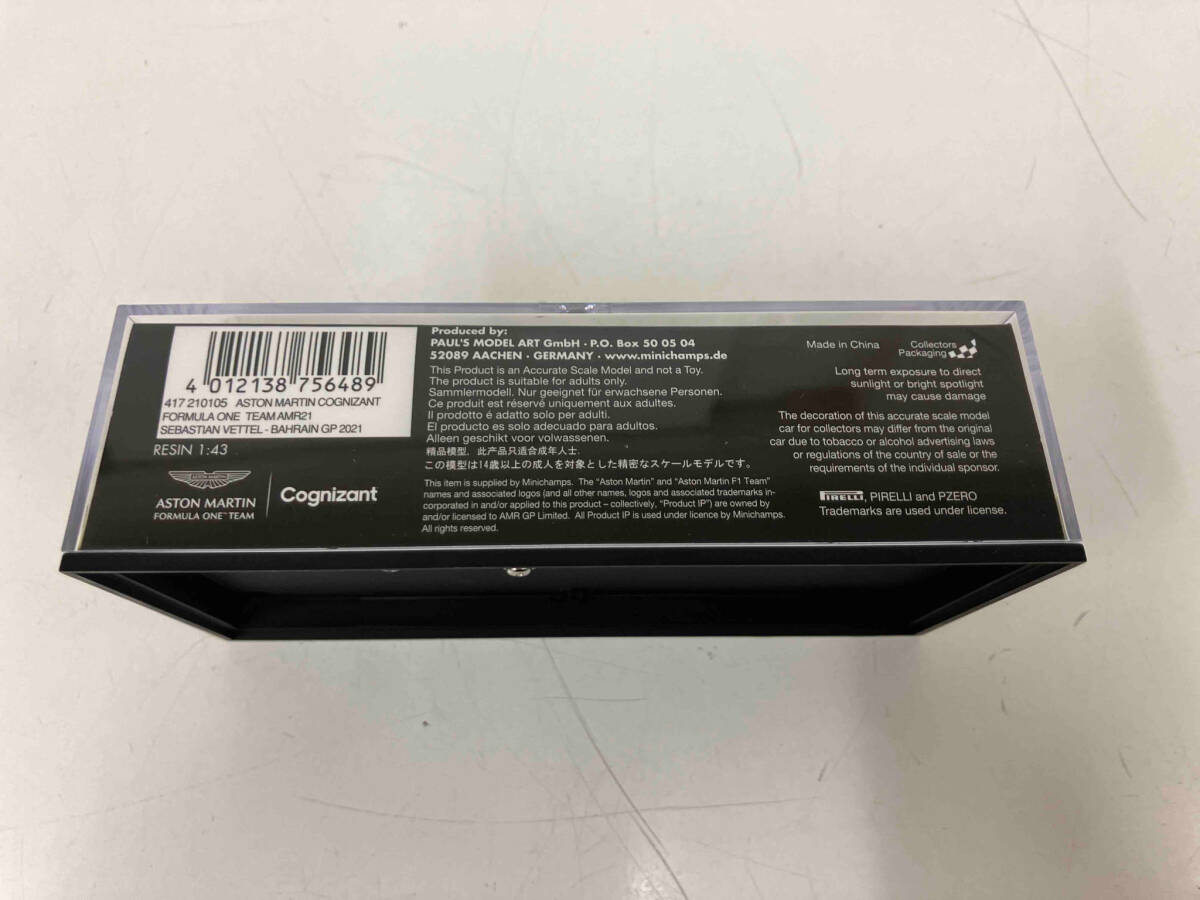 4 012138 756489
417 210105 ASTON MARTIN COGNIZANT
FORMULA ONE TEAM AMR21
SEBASTIAN VETTEL - BAHRAIN GP 2021
RESIN 1:43
ASTON MARTIN
FORMULA ONE™ TEAM
Cognizant
Produced by:
PAUL'S MODEL ART GmbH · P.O. Box 50 05 04
52089 AACHEN · GERMANY · www.minichamps.de
This Product is an Accurate Scale Model and not a Toy.
The product is suitable for adults only.
Sammlermodell. Nur geeignet für erwachsene Personen.
Ce produit est réservé uniquement aux adultes.
Il prodotto é adatto solo per adulti.
El producto es solo adecuado para adultos.
Alleen geschikt voor volwassenen.
精品模型，此产品只适合成年人士.
この模型は14歳以上の成人を対象とした精密なスケールモデルです。
This item is supplied by Minichamps. The “Aston Martin” and “Aston Martin F1 Team”
names and associated logos (and all other names, logos and associated trademarks in-
corporated in and/or applied to this product – collectively, “Product IP”) are owned by
and/or licensed to AMR GP Limited. All Product IP is used under licence by Minichamps.
All rights reserved.
Made in China
Collectors
Packaging
Long term exposure to direct
sunlight or bright spotlight
may cause damage
The decoration of this accurate scale model
car for collectors may differ from the original
car due to tobacco or alcohol advertising laws
or regulations of the country of sale or the
requirements of the individual sponsor.
PIRELLI, PIRELLI and PZERO
Trademarks are used under license.